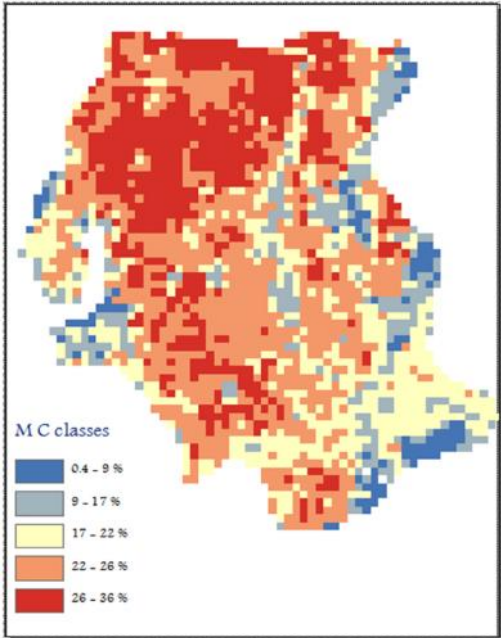 M C classes
0.4 - 9 %
9 - 17 %
17 - 22 %
22 - 26 %
26 - 36 %